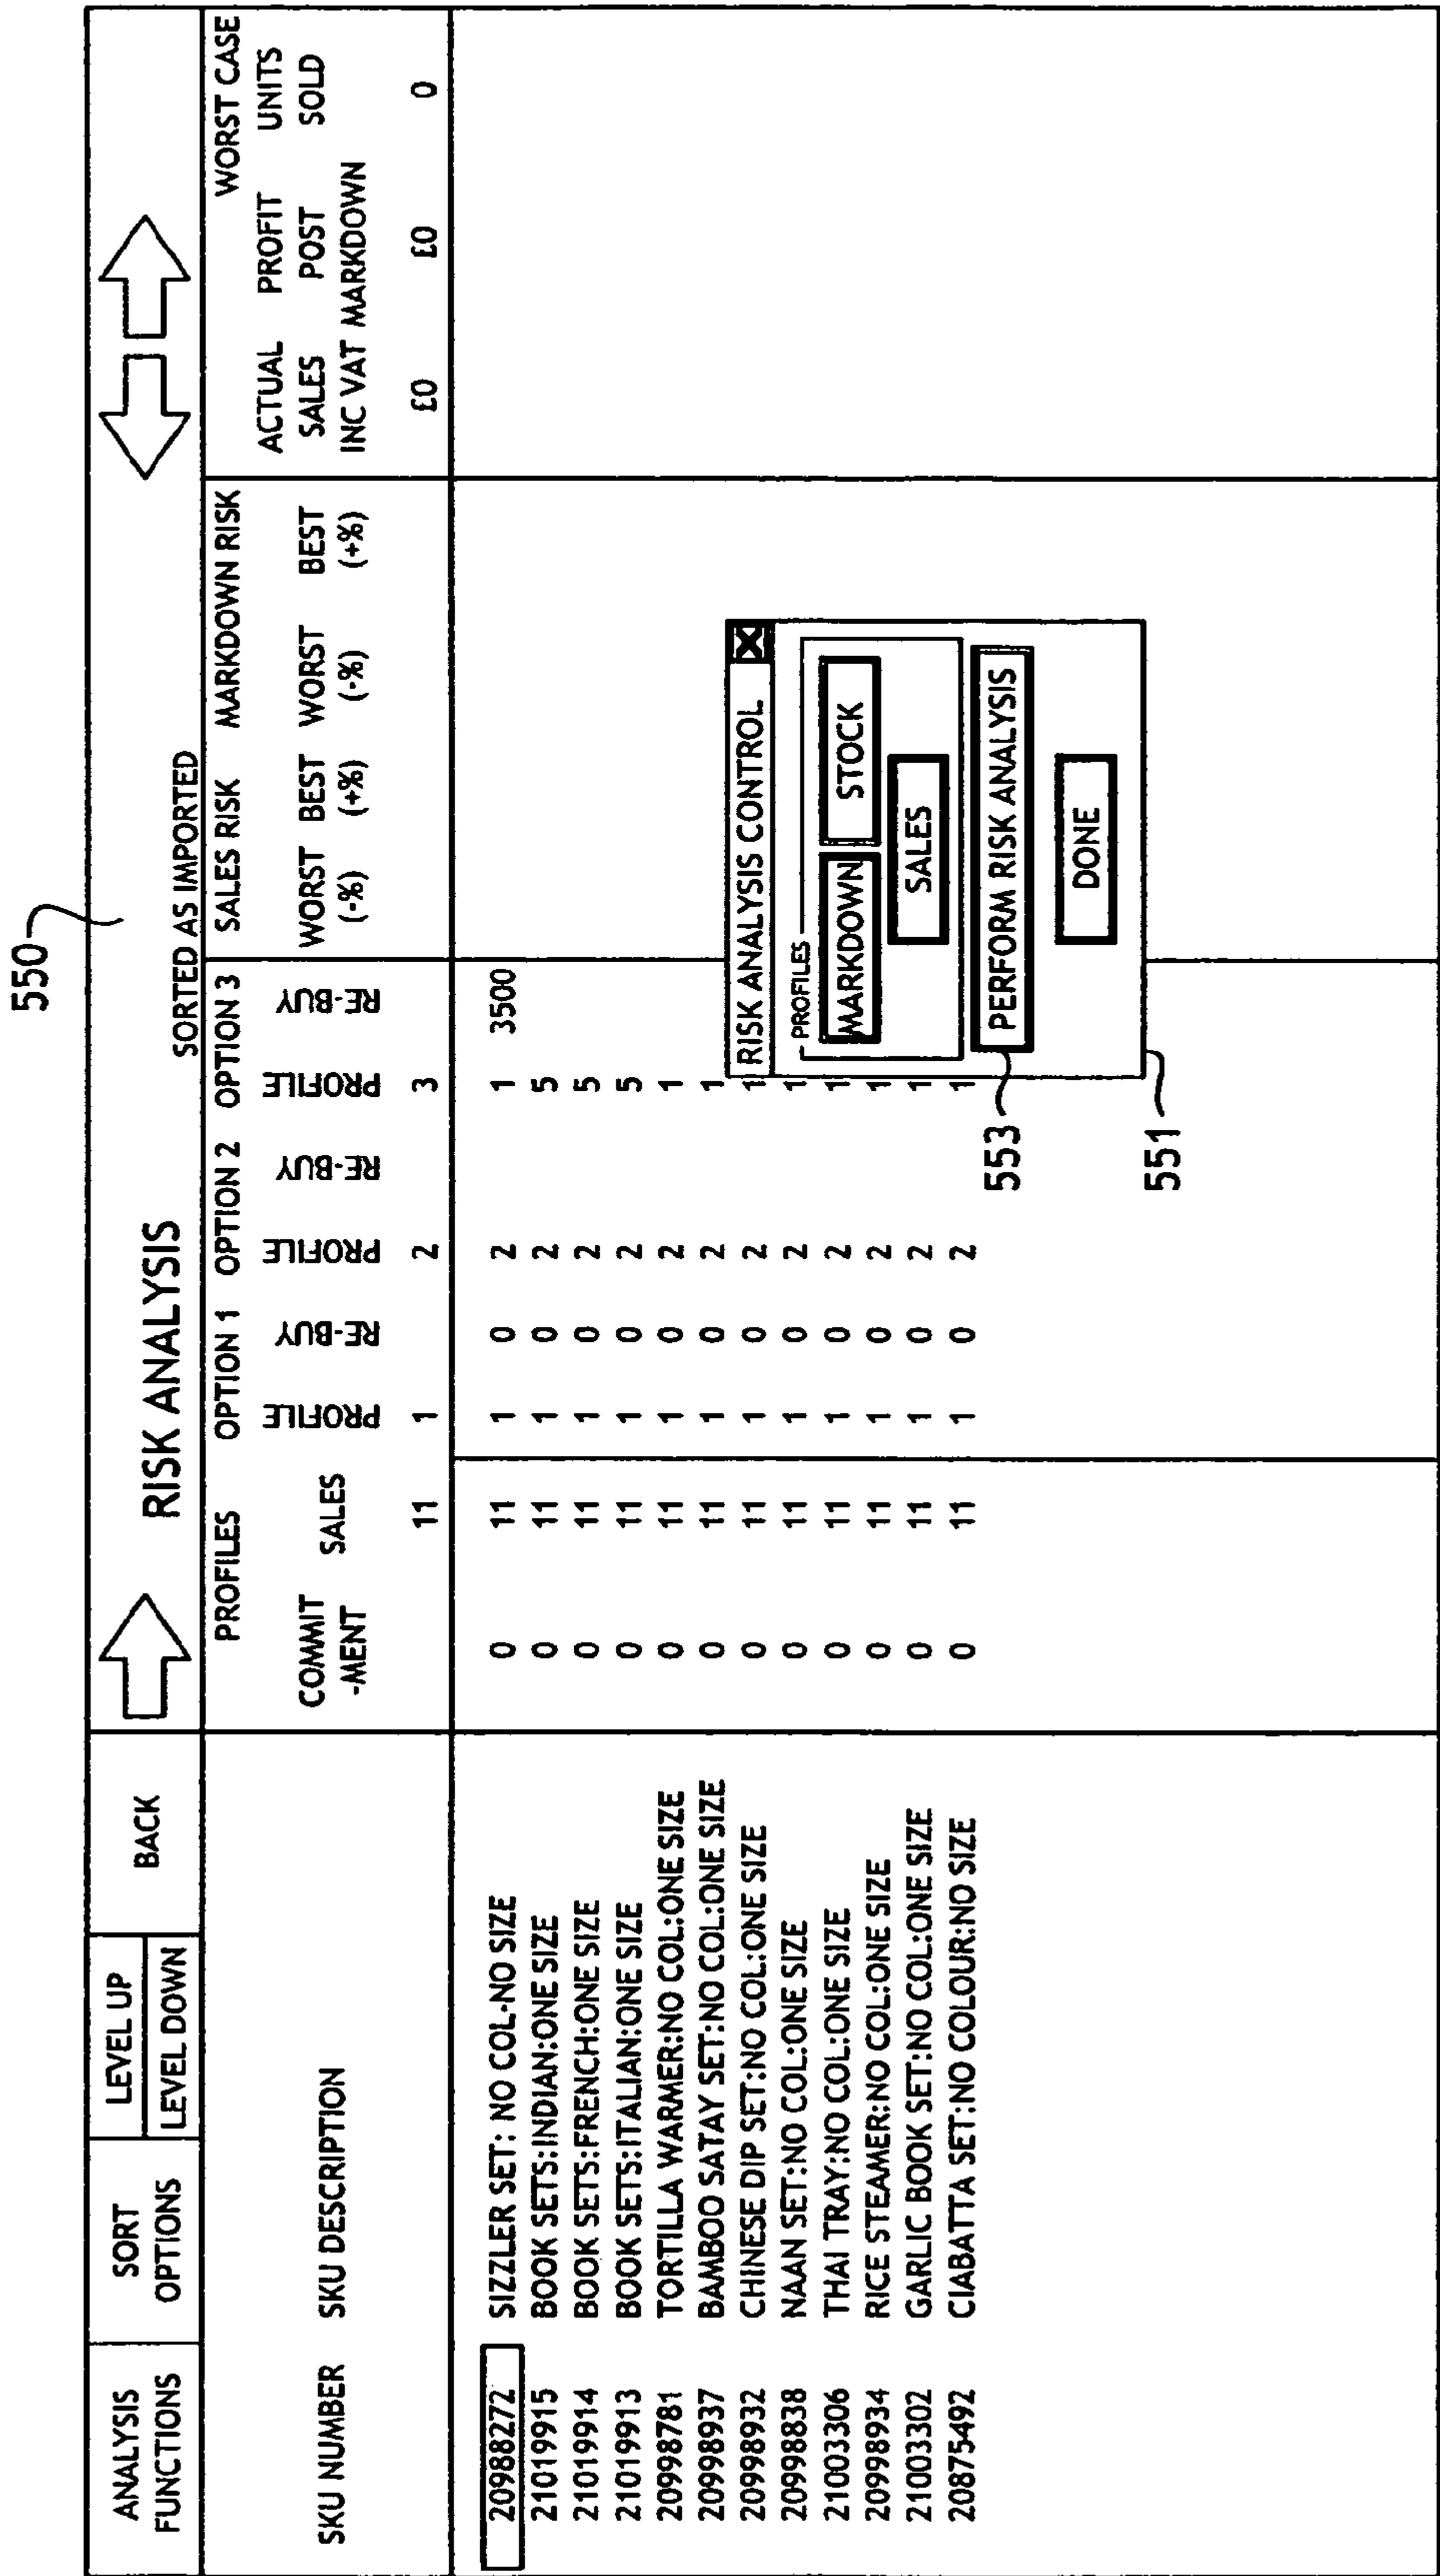 550
ANALYSIS FUNCTIONS SORT OPTIONS LEVEL UP LEVEL DOWN BACK RISK ANALYSIS
SORTED AS IMPORTED
PROFILES OPTION 1 OPTION 2 OPTION 3 SALES RISK MARKDOWN RISK WORST CASE
SKU NUMBER SKU DESCRIPTION COMMIT -MENT SALES PROFILE RE-BUY PROFILE RE-BUY PROFILE RE-BUY WORST (-%) BEST (+%) WORST (-%) BEST (+%) ACTUAL SALES INC VAT PROFIT POST MARKDOWN UNITS SOLD
11 1 2 3 £0 £0 0
20988272 SIZZLER SET: NO COL-NO SIZE 0 11 1 0 2 1 3500
21019915 BOOK SETS:INDIAN:ONE SIZE 0 11 1 0 2 5
21019914 BOOK SETS:FRENCH:ONE SIZE 0 11 1 0 2 5
21019913 BOOK SETS:ITALIAN:ONE SIZE 0 11 1 0 2 5
20998781 TORTILLA WARMER:NO COL:ONE SIZE 0 11 1 0 2 1
20998937 BAMBOO SATAY SET:NO COL:ONE SIZE 0 11 1 0 2 1
20998932 CHINESE DIP SET:NO COL:ONE SIZE 0 11 1 0 2 1
20998838 NAAN SET:NO COL:ONE SIZE 0 11 1 0 2 1
21003306 THAI TRAY:NO COL:ONE SIZE 0 11 1 0 2 1
20998934 RICE STEAMER:NO COL:ONE SIZE 0 11 1 0 2 1
21003302 GARLIC BOOK SET:NO COL:ONE SIZE 0 11 1 0 2 1
20875492 CIABATTA SET:NO COLOUR:NO SIZE 0 11 1 0 2 1
RISK ANALYSIS CONTROL X
PROFILES
MARKDOWN STOCK
SALES
PERFORM RISK ANALYSIS
DONE
553
551